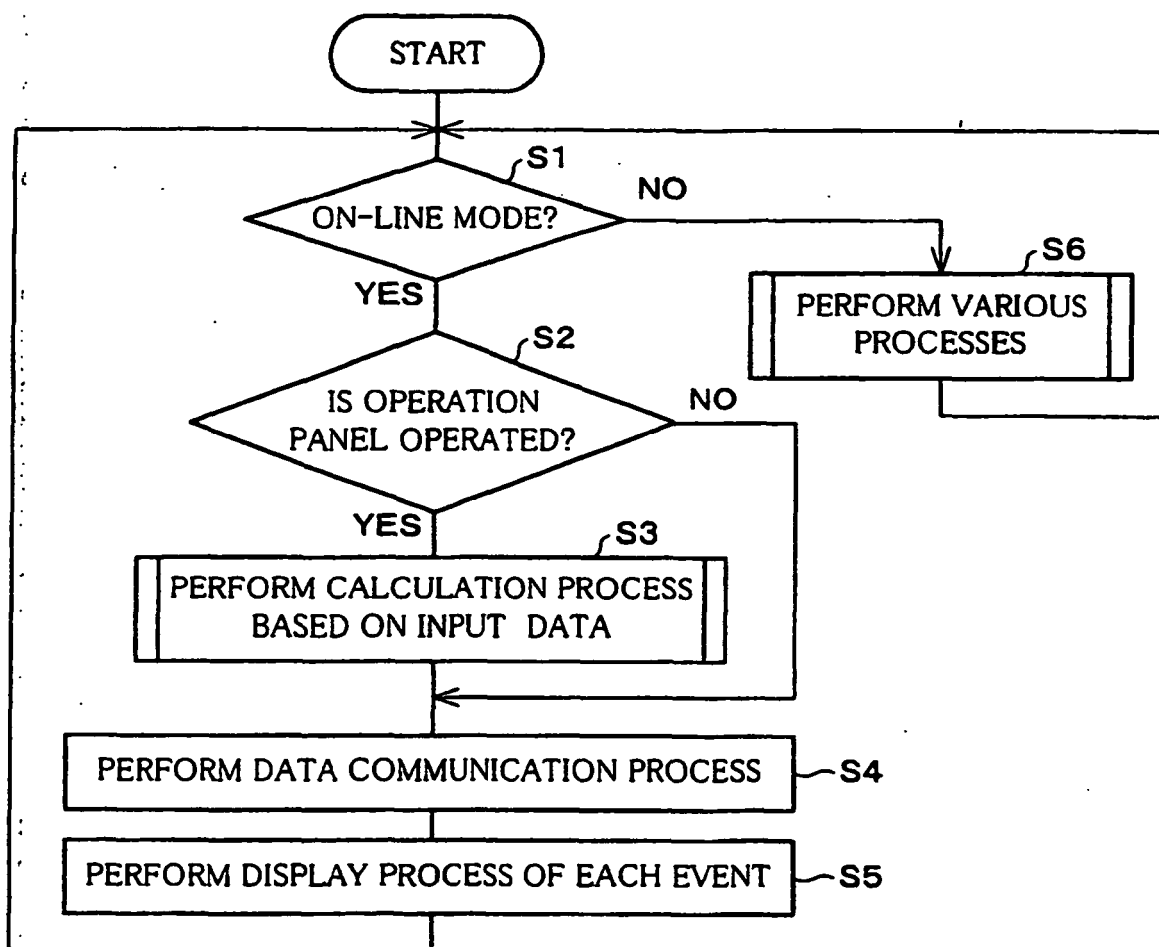 START
S1
ON-LINE MODE?
NO
YES
S6
PERFORM VARIOUS
PROCESSES
S2
IS OPERATION
PANEL OPERATED?
NO
YES
S3
PERFORM CALCULATION PROCESS
BASED ON INPUT DATA
PERFORM DATA COMMUNICATION PROCESS
S4
PERFORM DISPLAY PROCESS OF EACH EVENT
S5